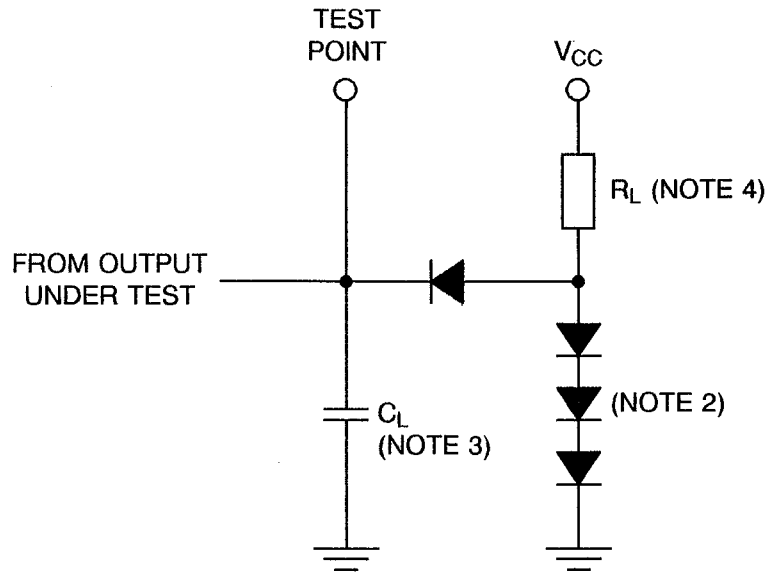 TEST
POINT
VCC
RL (NOTE 4)
FROM OUTPUT
UNDER TEST
(NOTE 2)
CL
(NOTE 3)